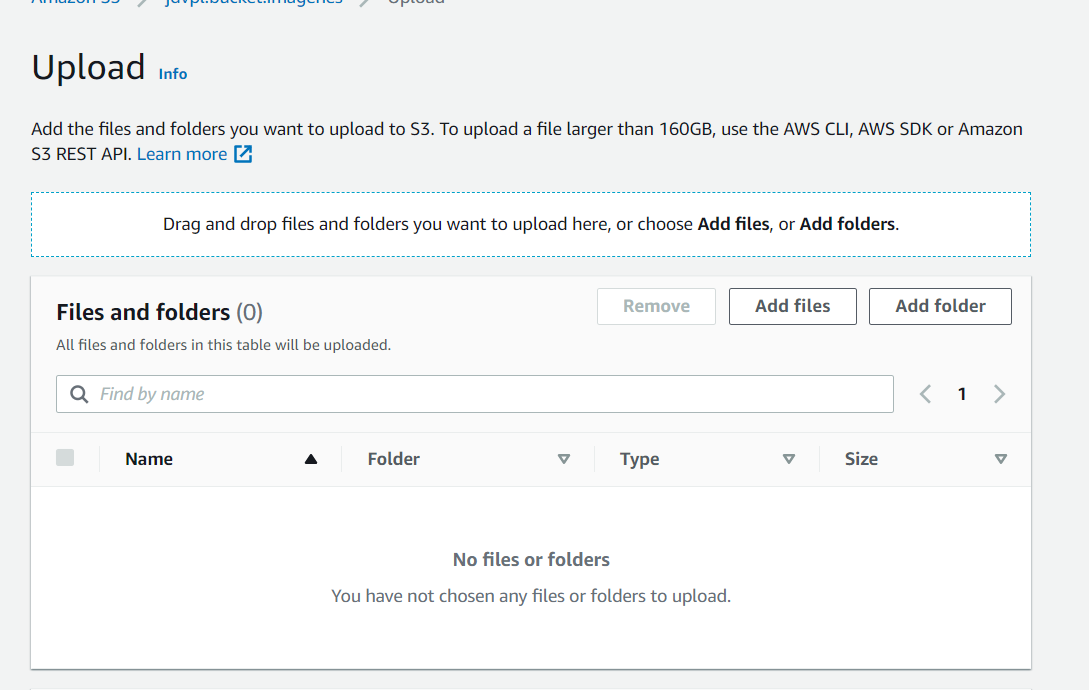 Amazon S3 > jdvpl.bucket.imagenes > Upload
Upload Info
Add the files and folders you want to upload to S3. To upload a file larger than 160GB, use the AWS CLI, AWS SDK or Amazon
S3 REST API. Learn more
Drag and drop files and folders you want to upload here, or choose Add files, or Add folders.
Files and folders (0)
Remove Add files Add folder
All files and folders in this table will be uploaded.
Find by name
1
Name Folder Type Size
No files or folders
You have not chosen any files or folders to upload.